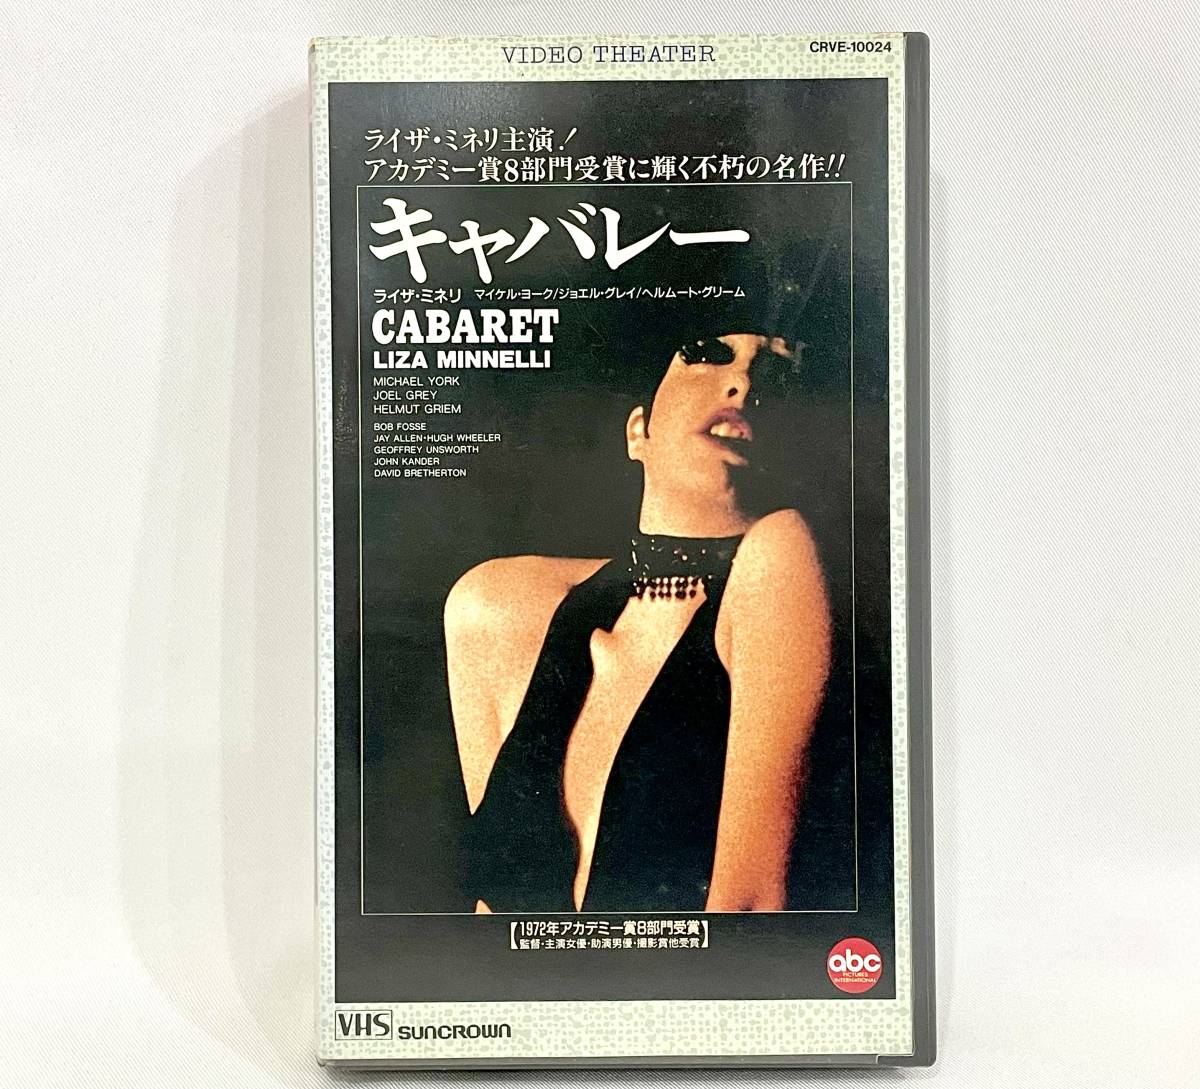 VIDEO THEATER
CRVE-10024
ライザ・ミネリ主演！
アカデミー賞8部門受賞に輝く不朽の名作!!
キャバレー
ライザ・ミネリ マイケル・ヨーク/ジョエル・グレイ/ヘルムート・グリーム
CABARET
LIZA MINNELLI
MICHAEL YORK
JOEL GREY
HELMUT GRIEM
BOB FOSSE
JAY ALLEN・HUGH WHEELER
GEOFFREY UNSWORTH
JOHN KANDER
DAVID BRETHERTON
【1972年アカデミー賞8部門受賞
監督・主演女優・助演男優・撮影賞他受賞】
abc
PICTURES
INTERNATIONAL
VHS SUNCROWN